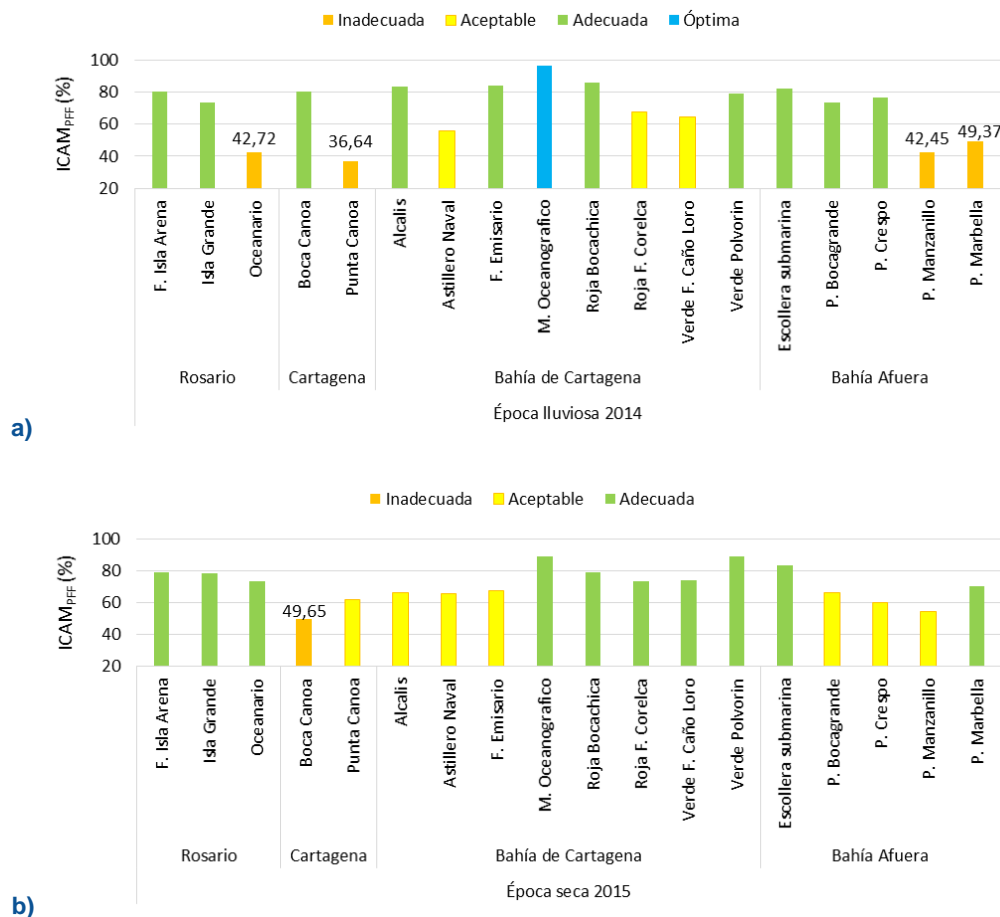 Inadecuada Aceptable Adecuada Óptima
ICAMPFF (%)
100
80
60
40
20
42,72
36,64
42,45
49,37
F. Isla Arena
Isla Grande
Oceanario
Boca Canoa
Punta Canoa
Alcalis
Astillero Naval
F. Emisario
M. Oceanografico
Roja Bocachica
Roja F. Corelca
Verde F. Caño Loro
Verde Polvorin
Escollera submarina
P. Bocagrande
P. Crespo
P. Manzanillo
P. Marbella
Rosario Cartagena Bahía de Cartagena Bahía Afuera
Época lluviosa 2014
a)
Inadecuada Aceptable Adecuada
ICAMPFF (%)
100
80
60
40
20
49,65
F. Isla Arena
Isla Grande
Oceanario
Boca Canoa
Punta Canoa
Alcalis
Astillero Naval
F. Emisario
M. Oceanografico
Roja Bocachica
Roja F. Corelca
Verde F. Caño Loro
Verde Polvorin
Escollera submarina
P. Bocagrande
P. Crespo
P. Manzanillo
P. Marbella
Rosario Cartagena Bahía de Cartagena Bahía Afuera
Época seca 2015
b)